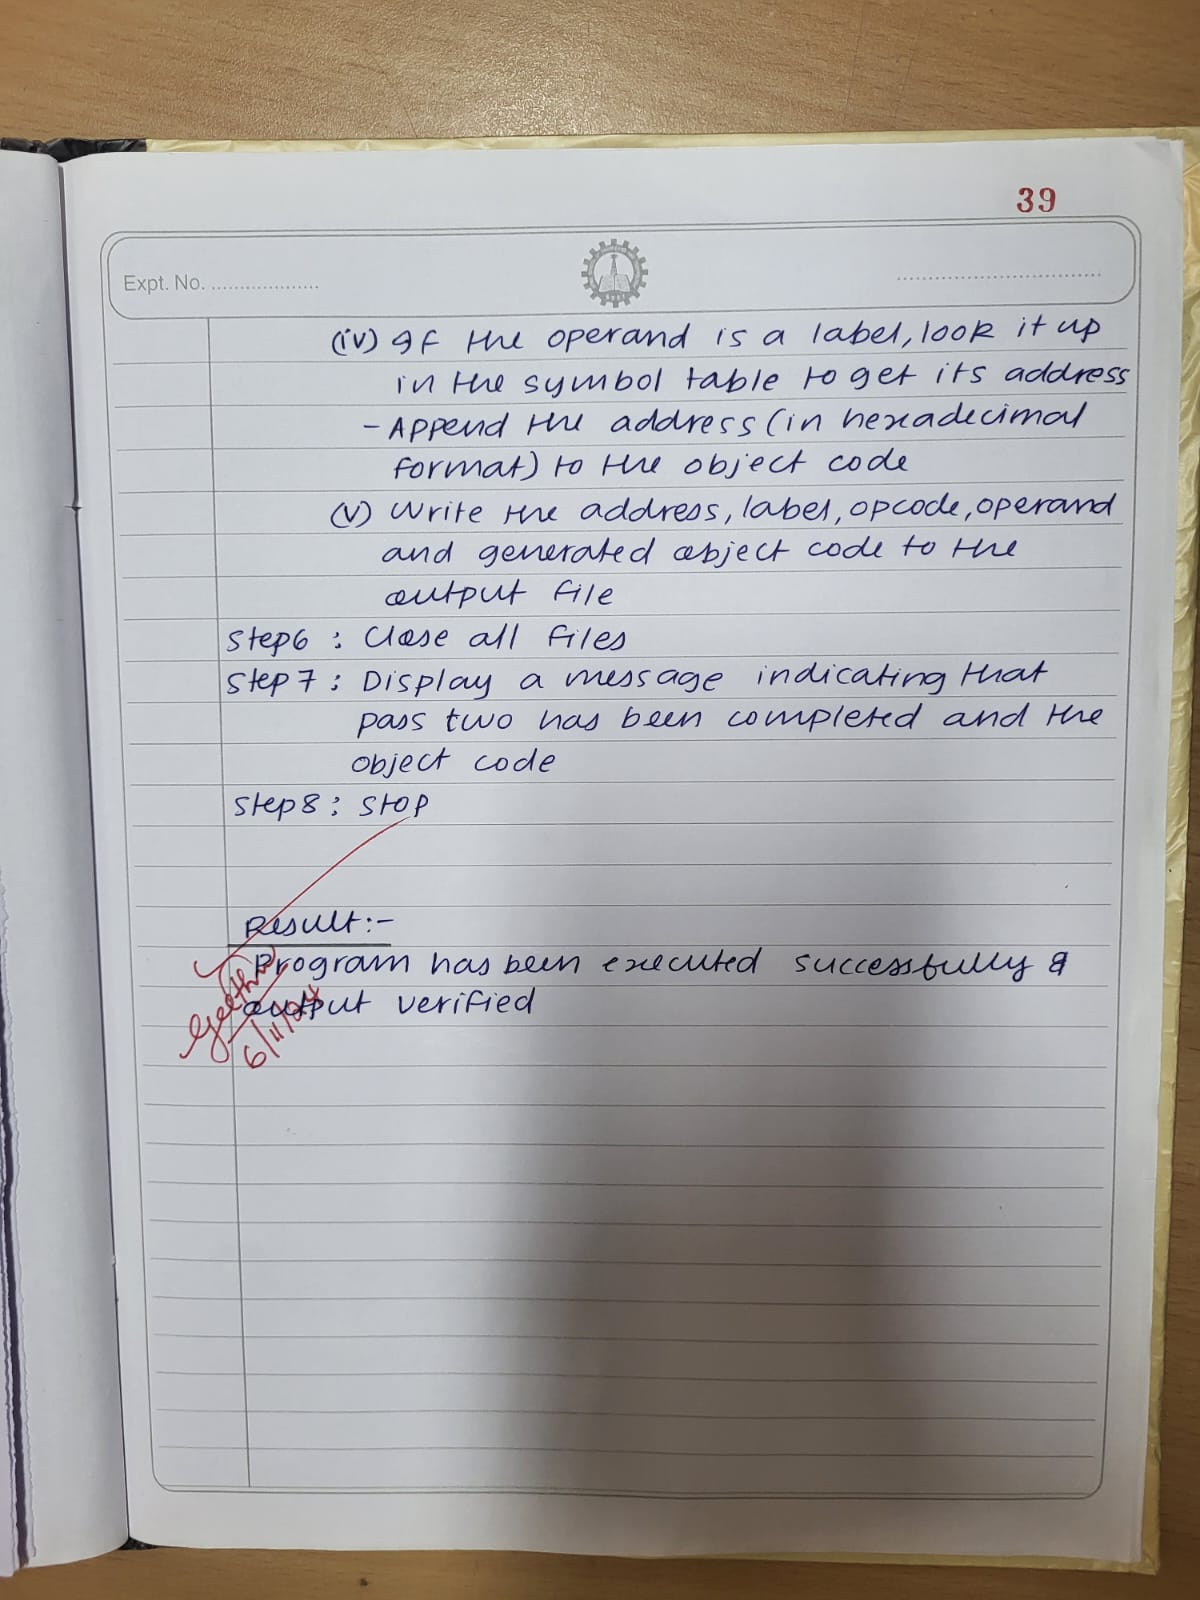 39
Expt. No. ...................
(iv) If the operand is a label, look it up
in the symbol table to get its address
- Append the address (in hexadecimal
format) to the object code
(v) Write the address, label, opcode, operand
and generated object code to the
output file
Step6 : Close all files
Step 7 : Display a message indicating that
pass two has been completed and the
object code
Step8 : Stop
Result:-
Program has been executed successfully &
output verified
6/11/24